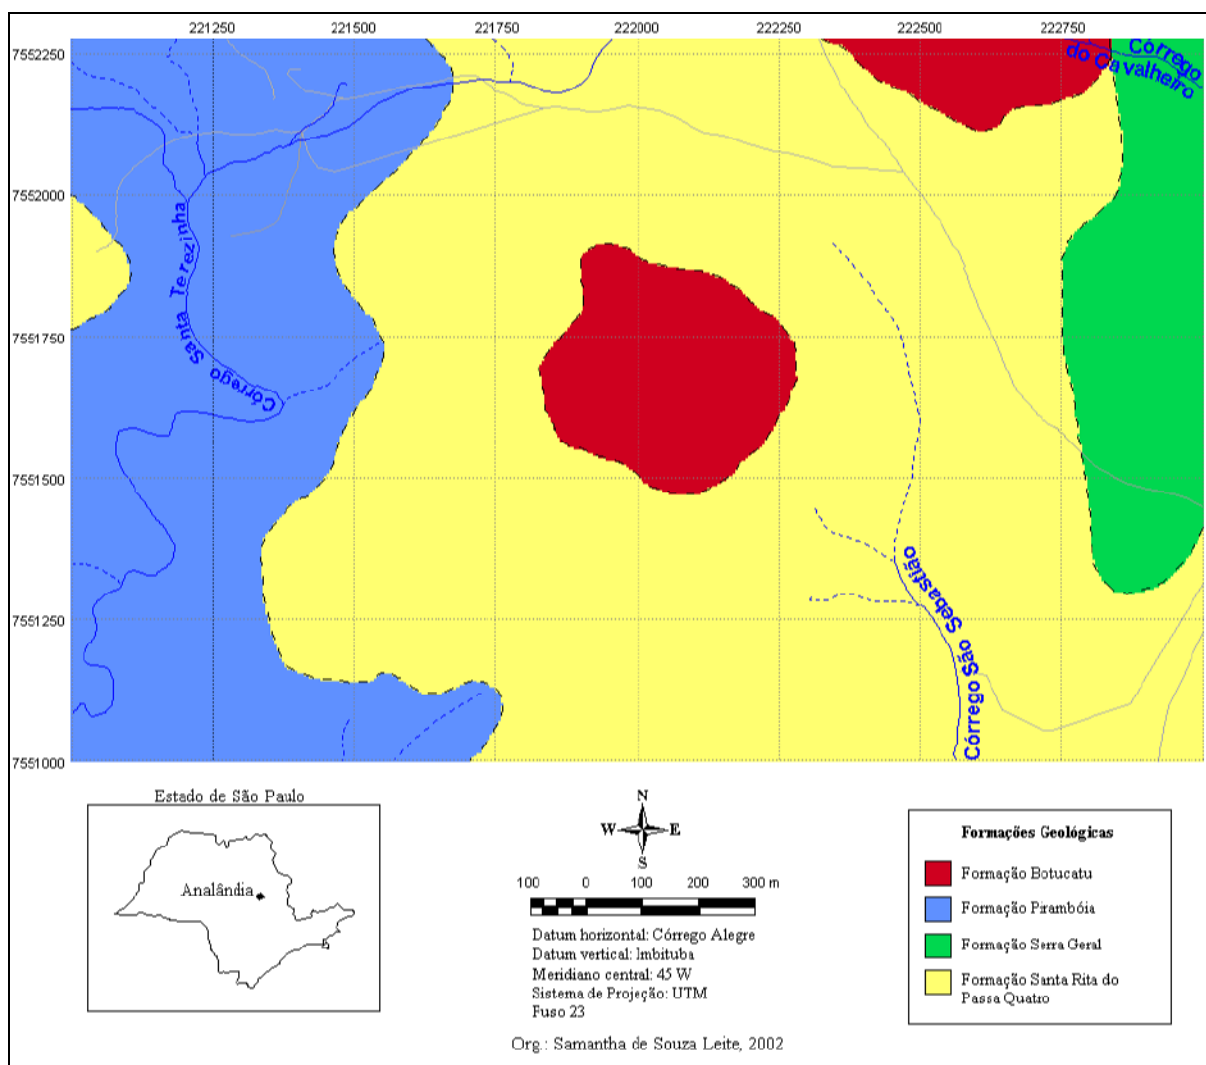 221250 221500 221750 222000 222250 222500 222750
7552250
7552000
7551750
7551500
7551250
7551000
Córrego
do Cavalheiro
Córrego Santa Terezinha
Córrego São Sebastião
Estado de São Paulo
Analândia
N
W E
S
100 0 100 200 300 m
Datum horizontal: Córrego Alegre
Datum vertical: Imbituba
Meridiano central: 45 W
Sistema de Projeção: UTM
Fuso 23
Org.: Samantha de Souza Leite, 2002
Formações Geológicas
Formação Botucatu
Formação Pirambóia
Formação Serra Geral
Formação Santa Rita do
Passa Quatro